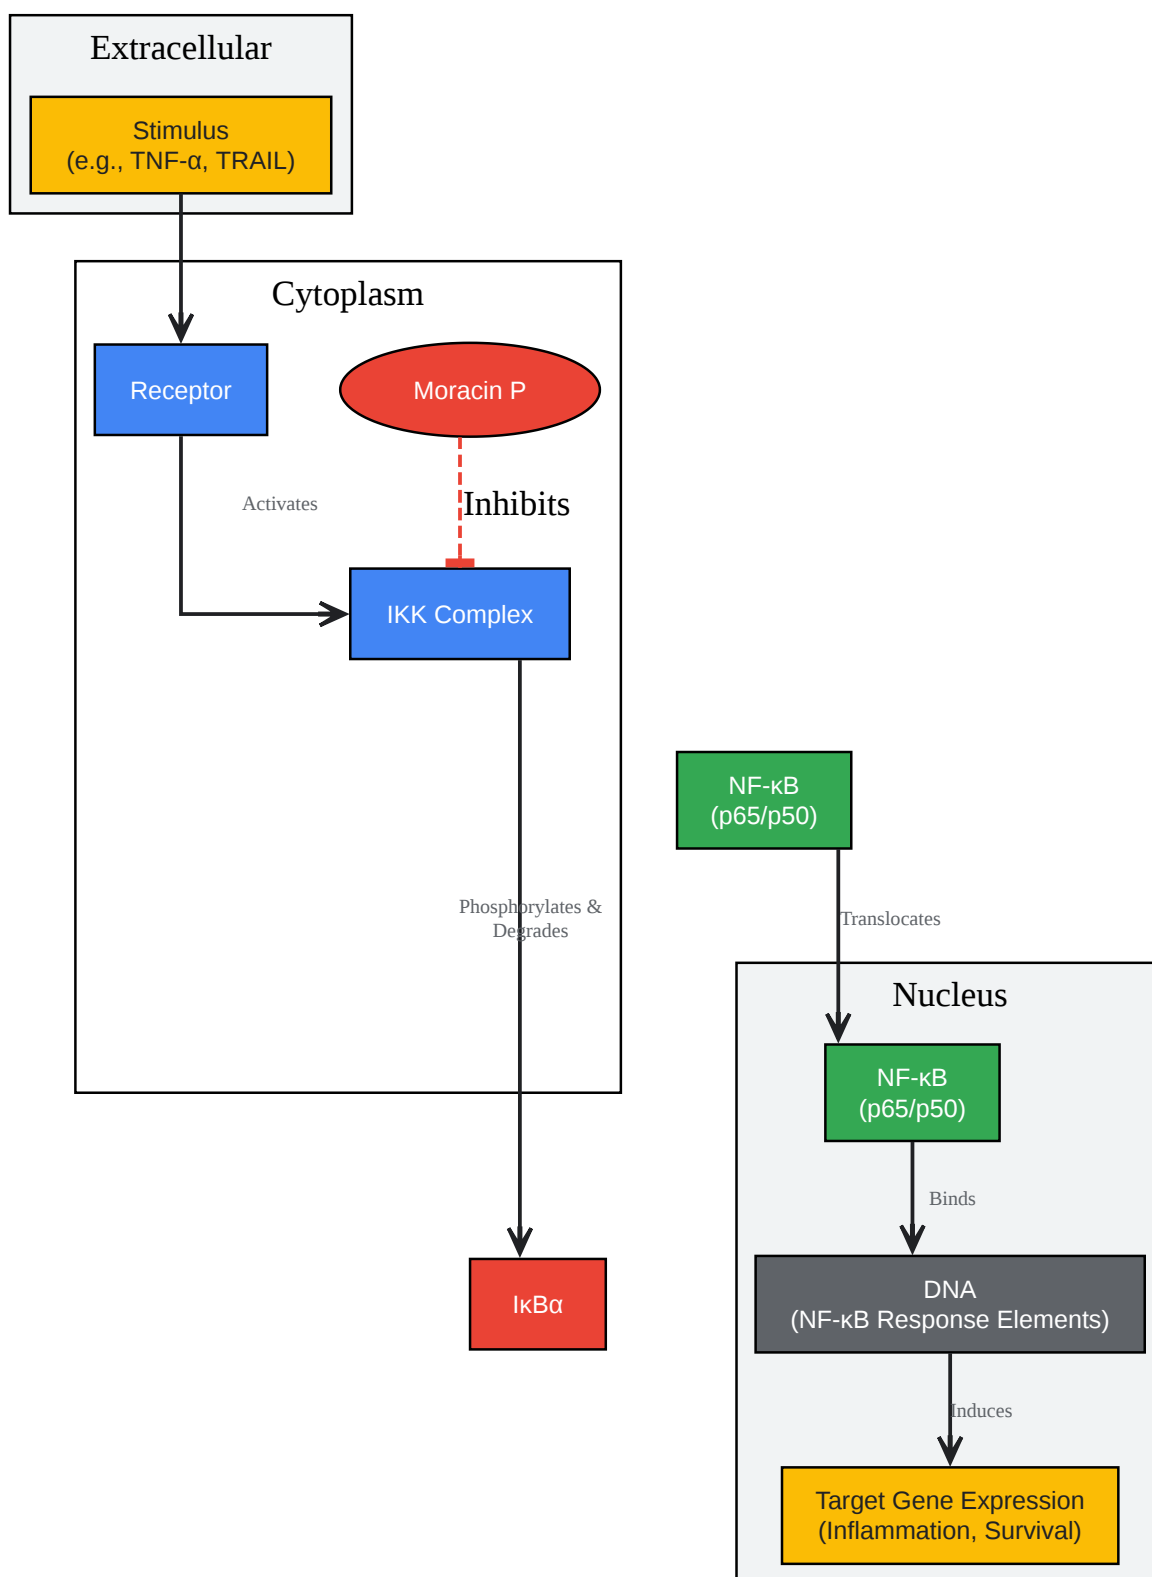 Extracellular
Stimulus
(e.g., TNF-α, TRAIL)
Cytoplasm
Receptor
Moracin P
Activates
Inhibits
IKK Complex
NF-κB
(p65/p50)
Phosphorylates &
Degrades
Translocates
Nucleus
NF-κB
(p65/p50)
Binds
IκBα
DNA
(NF-κB Response Elements)
Induces
Target Gene Expression
(Inflammation, Survival)